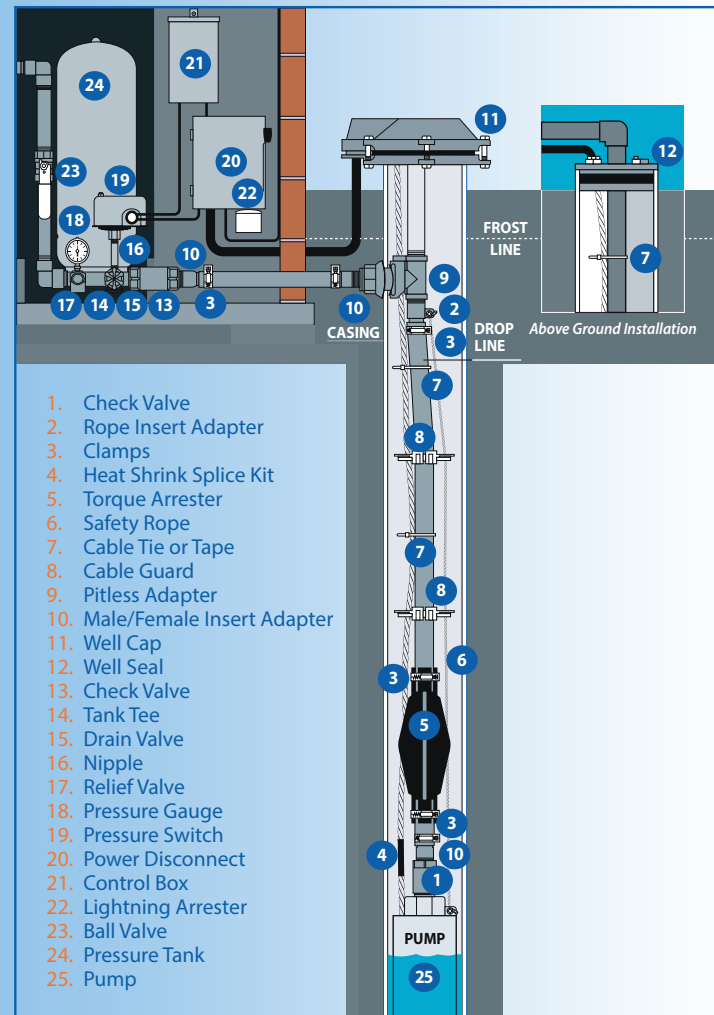 21
24
11
20
12
23
19
22
18
FROST
LINE
16
7
10
9
17
14
15
13
3
10
2
CASING
DROP
LINE
3
Above Ground Installation
7
8
7
8
6
3
5
3
4
10
1
PUMP
25
1. Check Valve
2. Rope Insert Adapter
3. Clamps
4. Heat Shrink Splice Kit
5. Torque Arrester
6. Safety Rope
7. Cable Tie or Tape
8. Cable Guard
9. Pitless Adapter
10. Male/Female Insert Adapter
11. Well Cap
12. Well Seal
13. Check Valve
14. Tank Tee
15. Drain Valve
16. Nipple
17. Relief Valve
18. Pressure Gauge
19. Pressure Switch
20. Power Disconnect
21. Control Box
22. Lightning Arrester
23. Ball Valve
24. Pressure Tank
25. Pump